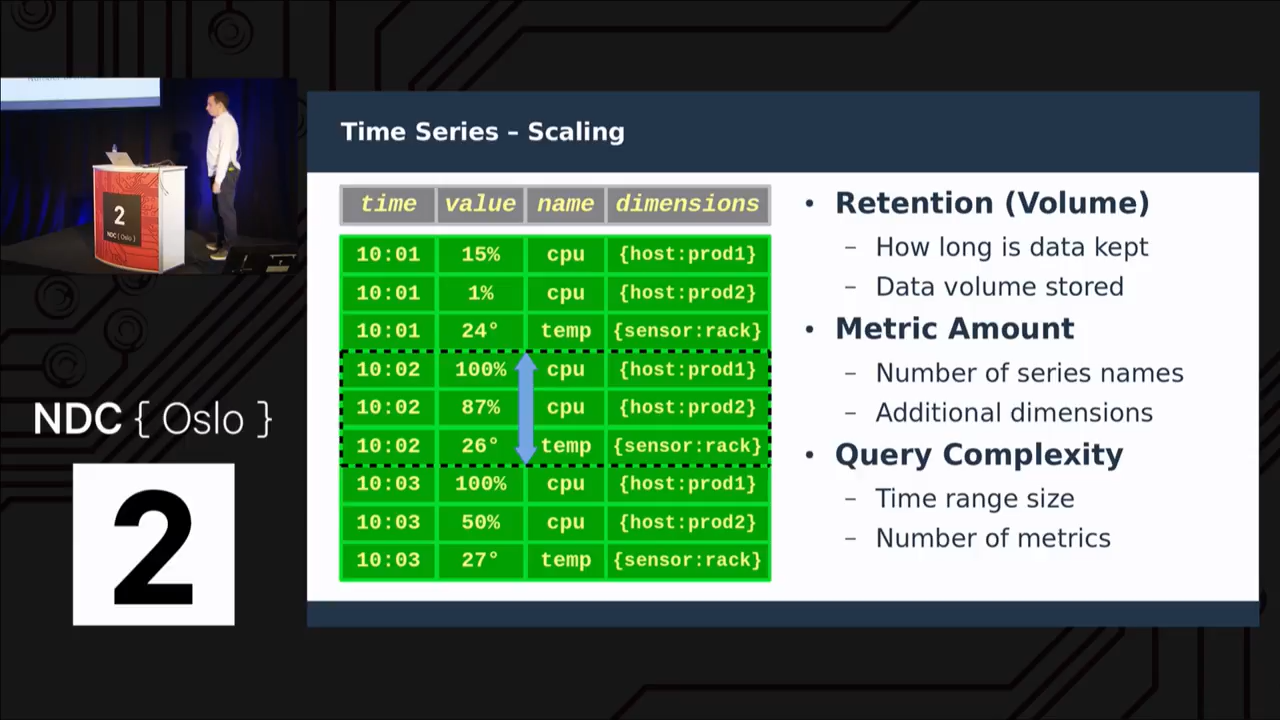 Time Series – Scaling
time value name dimensions
10:01 15% cpu {host:prod1}
10:01 1% cpu {host:prod2}
10:01 24° temp {sensor:rack}
10:02 100% cpu {host:prod1}
10:02 87% cpu {host:prod2}
10:02 26° temp {sensor:rack}
10:03 100% cpu {host:prod1}
10:03 50% cpu {host:prod2}
10:03 27° temp {sensor:rack}
• Retention (Volume)
– How long is data kept
– Data volume stored
• Metric Amount
– Number of series names
– Additional dimensions
• Query Complexity
– Time range size
– Number of metrics
2
NDC { Oslo }
NDC { Oslo }
2